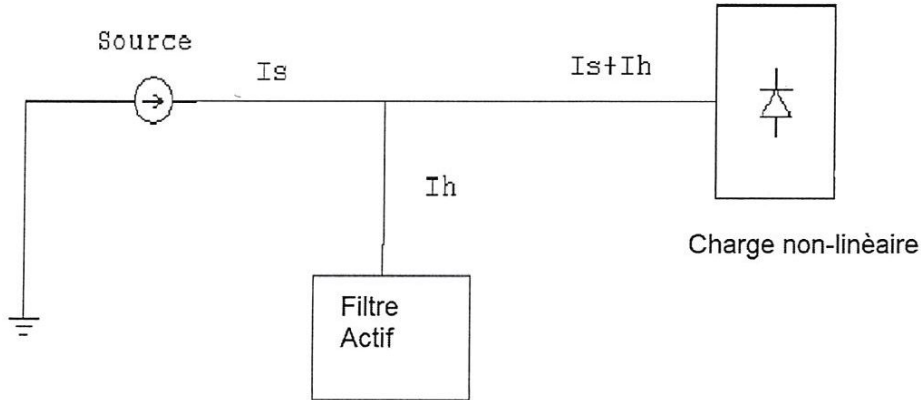 Source
Is
Is+Ih
Ih
Charge non-linèaire
Filtre
Actif